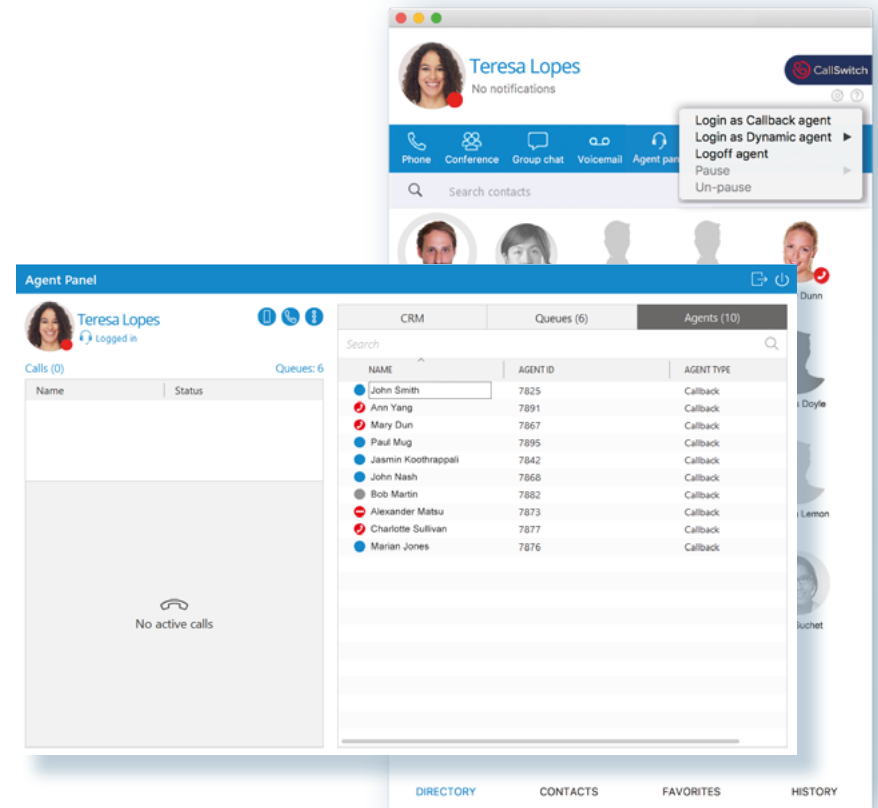 Teresa Lopes
No notifications
CallSwitch
Login as Callback agent
Login as Dynamic agent
Logoff agent
Pause
Un-pause
Phone Conference Group chat Voicemail Agent pan
Search contacts
Dunn
Doyle
Lemon
Suchet
Agent Panel
Teresa Lopes
Logged in
Calls (0) Queues: 6
Name Status
No active calls
CRM Queues (6) Agents (10)
Search
NAME AGENT ID AGENT TYPE
John Smith 7825 Callback
Ann Yang 7891 Callback
Mary Dun 7867 Callback
Paul Mug 7895 Callback
Jasmin Koothrappali 7842 Callback
John Nash 7868 Callback
Bob Martin 7882 Callback
Alexander Matsu 7873 Callback
Charlotte Sullivan 7877 Callback
Marian Jones 7876 Callback
DIRECTORY CONTACTS FAVORITES HISTORY